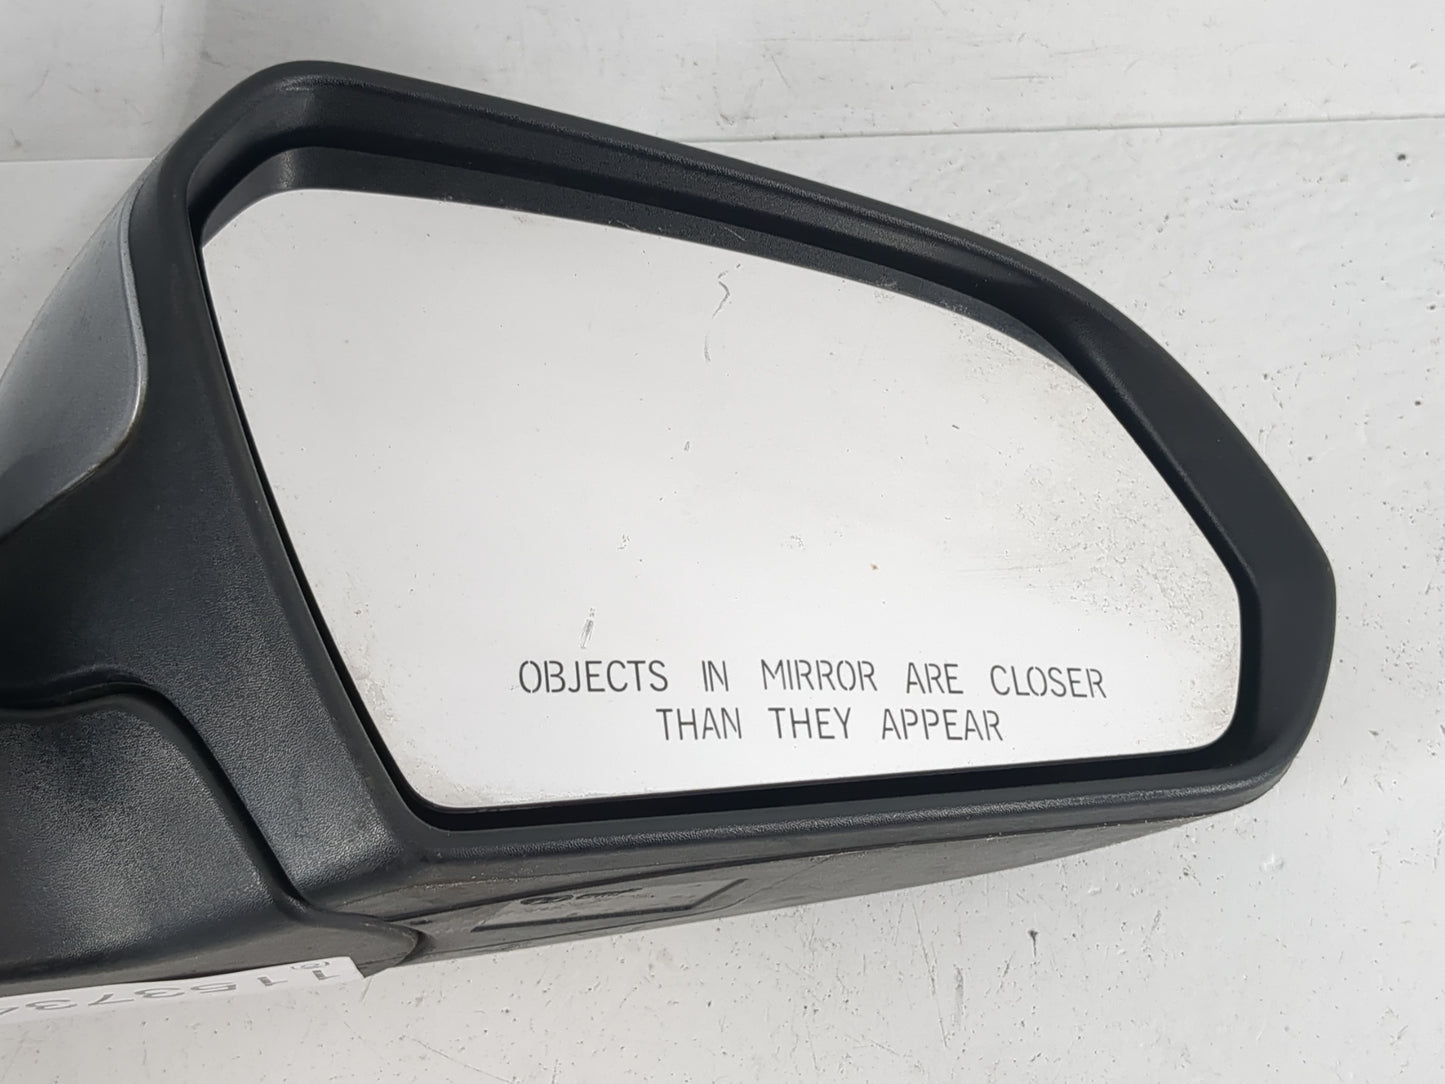 OBJECTS IN MIRROR ARE CLOSER
THAN THEY APPEAR